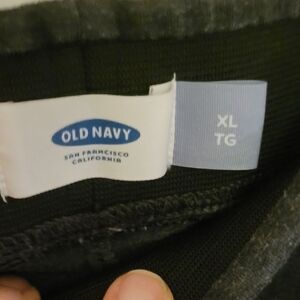 OLD NAVY
SAN FRANCISCO
CALIFORNIA
XL
TG